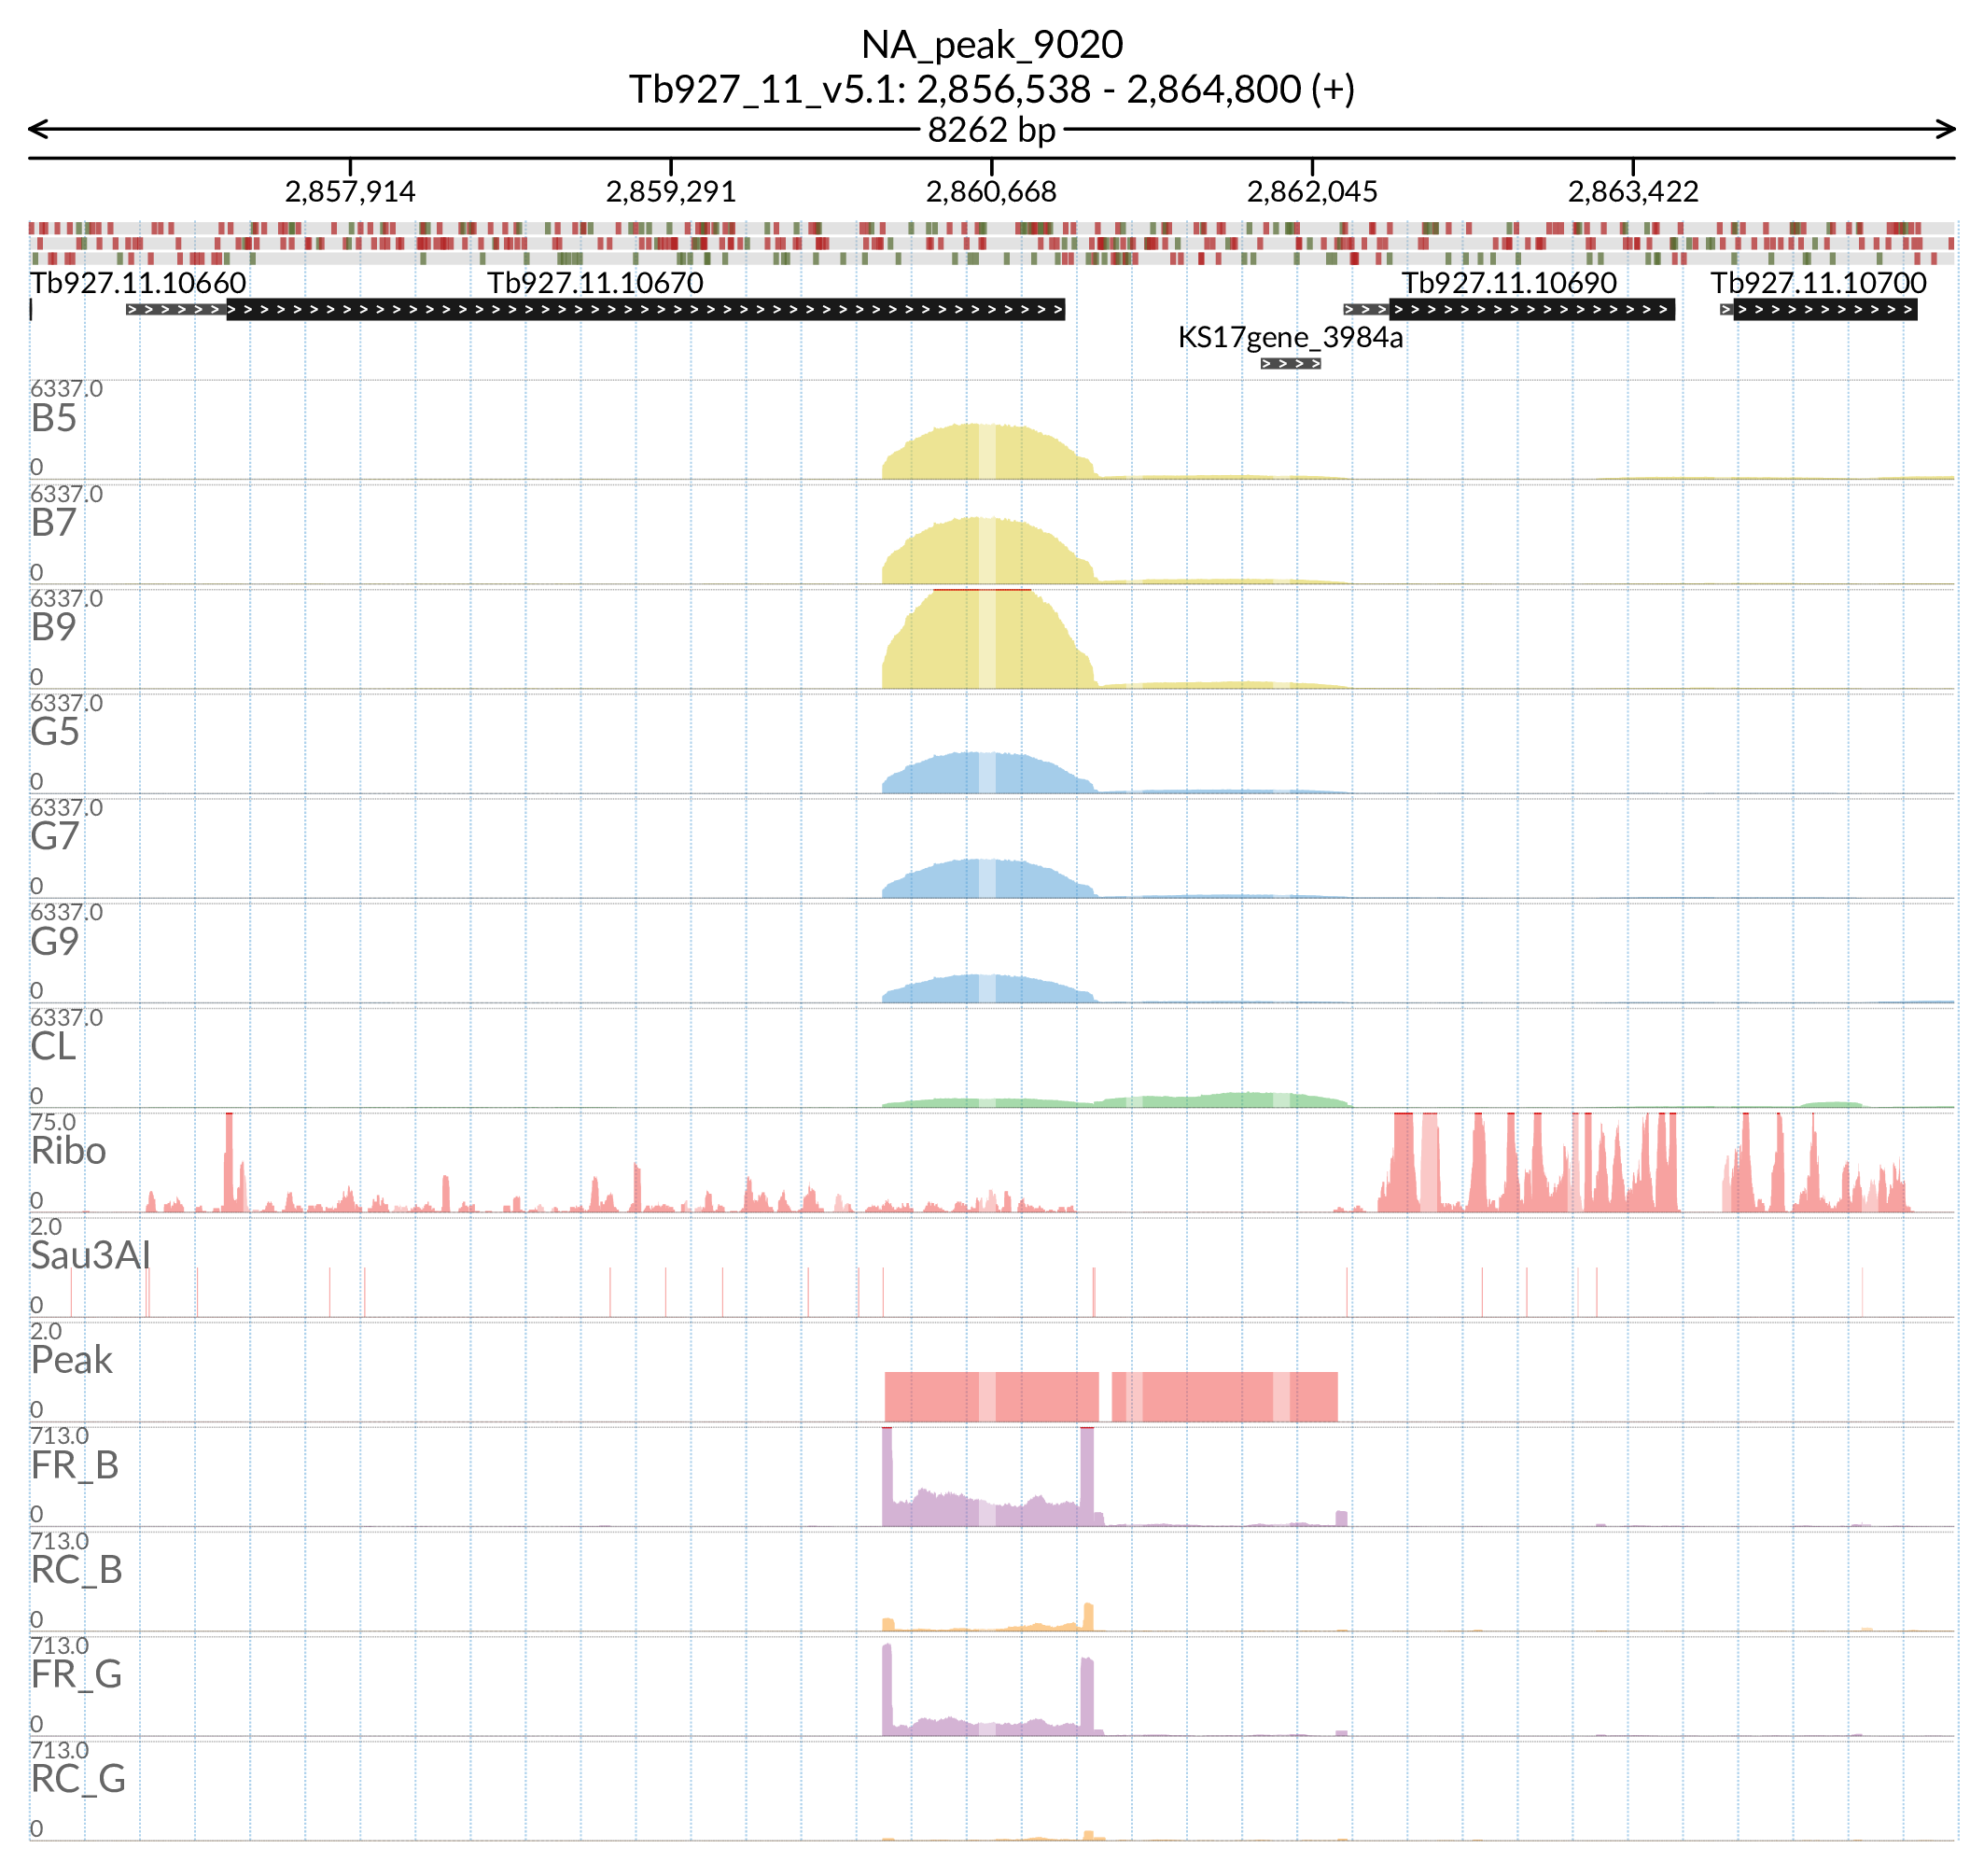 NA_peak_9020
Tb927_11_v5.1: 2,856,538 - 2,864,800 (+)
8262 bp
2,857,914 2,859,291 2,860,668 2,862,045 2,863,422
Tb927.11.10660 Tb927.11.10670 Tb927.11.10690 Tb927.11.10700
KS17gene_3984a
6337.0
B5
0
6337.0
B7
0
6337.0
B9
0
6337.0
G5
0
6337.0
G7
0
6337.0
G9
0
6337.0
CL
0
75.0
Ribo
0
2.0
Sau3AI
0
2.0
Peak
0
713.0
FR_B
0
713.0
RC_B
0
713.0
FR_G
0
713.0
RC_G
0